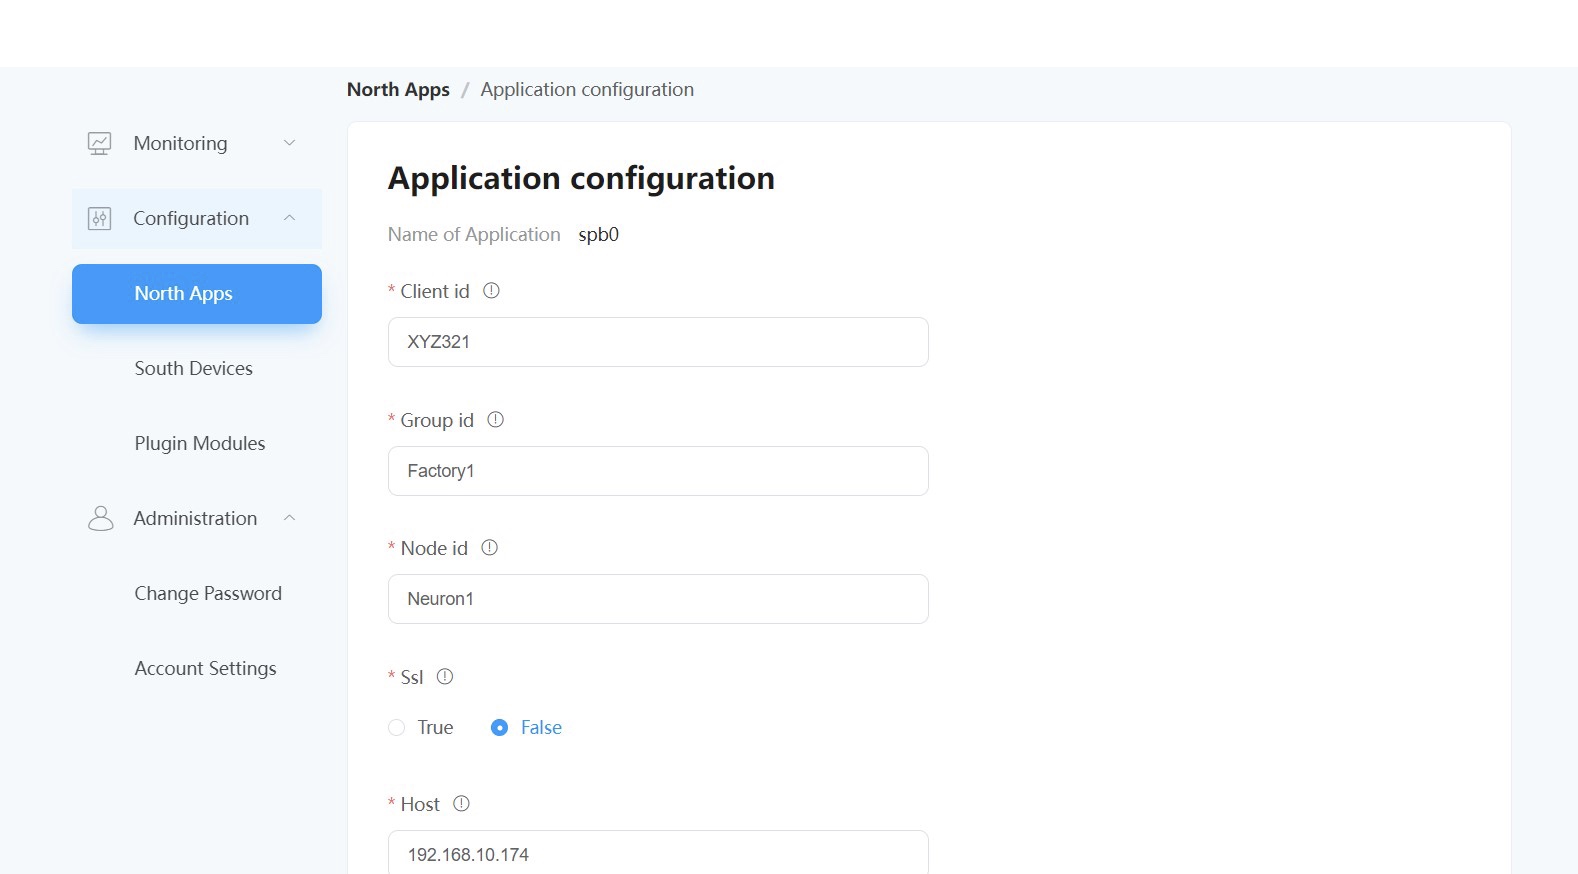 North Apps / Application configuration
Monitoring
Configuration
North Apps
South Devices
Plugin Modules
Administration
Change Password
Account Settings
Application configuration
Name of Application spb0
* Client id
XYZ321
* Group id
Factory1
* Node id
Neuron1
* Ssl
True False
* Host
192.168.10.174